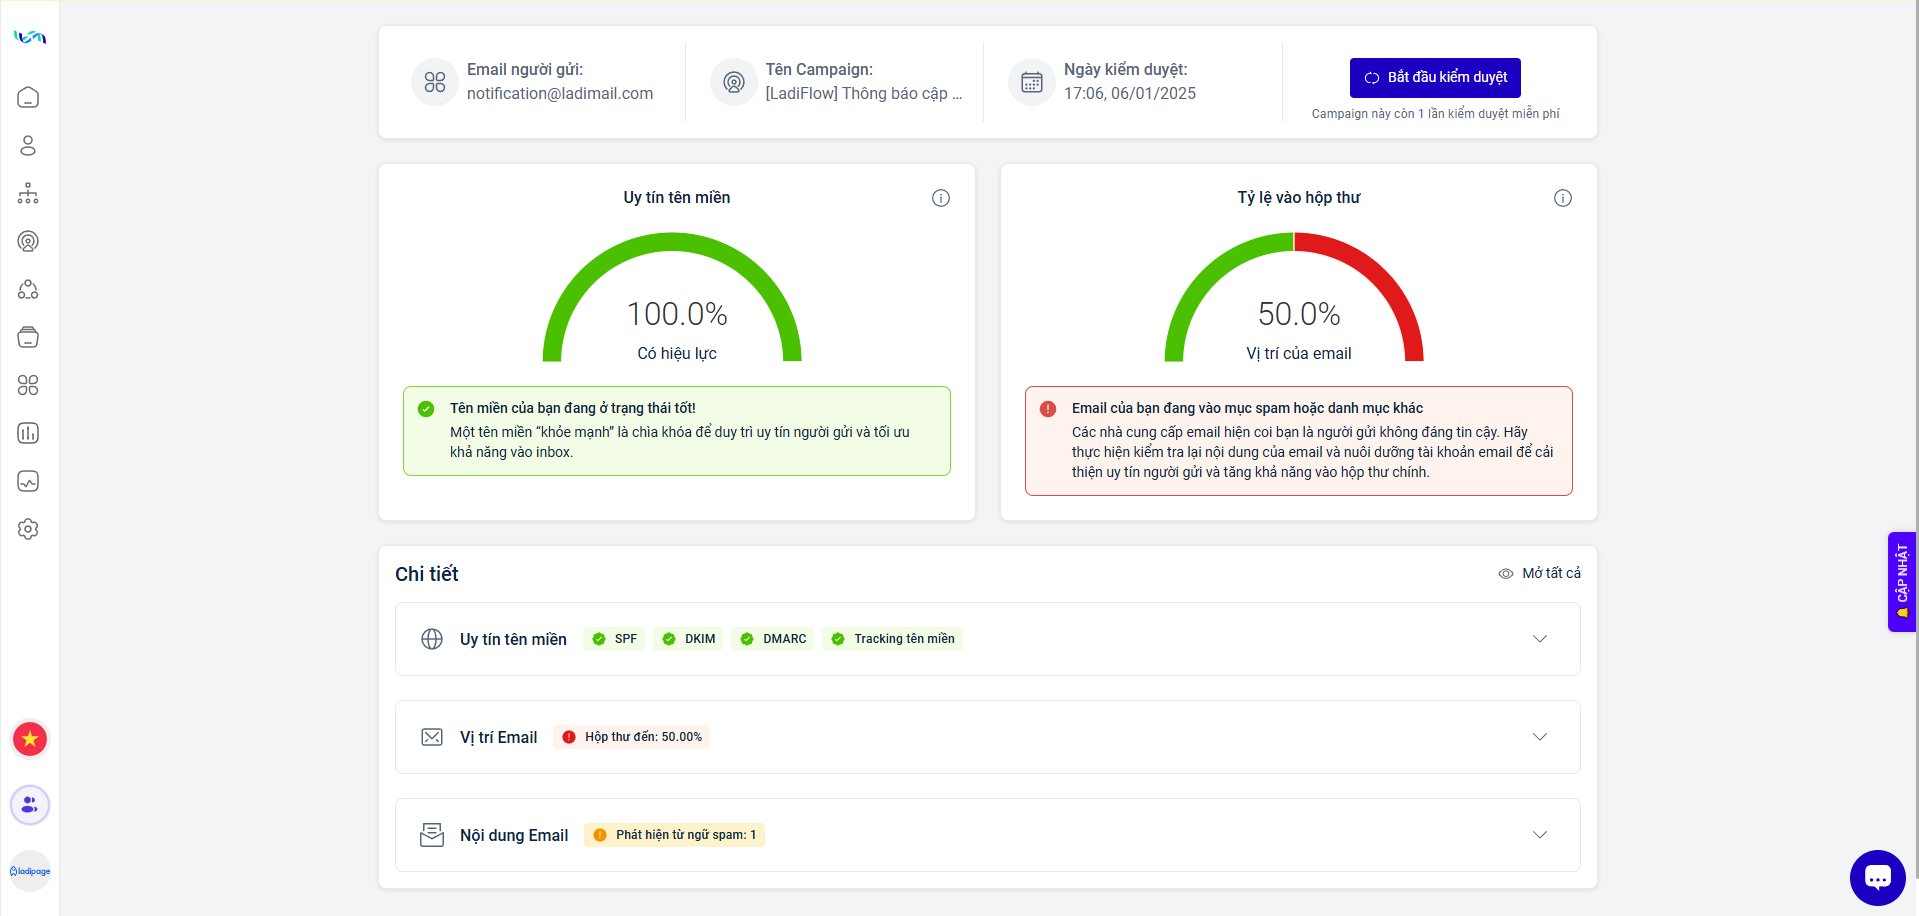 Email người gửi:
notification@ladimail.com
Tên Campaign:
[LadiFlow] Thông báo cập ...
Ngày kiểm duyệt:
17:06, 06/01/2025
Bắt đầu kiểm duyệt
Campaign này còn 1 lần kiểm duyệt miễn phí
Uy tín tên miền
100.0%
Có hiệu lực
Tên miền của bạn đang ở trạng thái tốt!
Một tên miền “khỏe mạnh” là chìa khóa để duy trì uy tín người gửi và tối ưu
khả năng vào inbox.
Tỷ lệ vào hộp thư
50.0%
Vị trí của email
Email của bạn đang vào mục spam hoặc danh mục khác
Các nhà cung cấp email hiện coi bạn là người gửi không đáng tin cậy. Hãy
thực hiện kiểm tra lại nội dung của email và nuôi dưỡng tài khoản email để cải
thiện uy tín người gửi và tăng khả năng vào hộp thư chính.
Chi tiết
Mở tất cả
Uy tín tên miền SPF DKIM DMARC Tracking tên miền
Vị trí Email Hộp thư đến: 50.00%
Nội dung Email Phát hiện từ ngữ spam: 1
CẬP NHẬT
ladipage